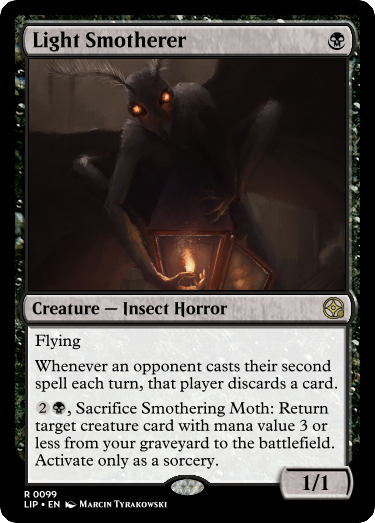 Light Smotherer
Creature — Insect Horror
Flying
Whenever an opponent casts their second
spell each turn, that player discards a card.
2 , Sacrifice Smothering Moth: Return
target creature card with mana value 3 or
less from your graveyard to the battlefield.
Activate only as a sorcery.
1/1
R 0099
LIP • EN Marcin Tyrakowski